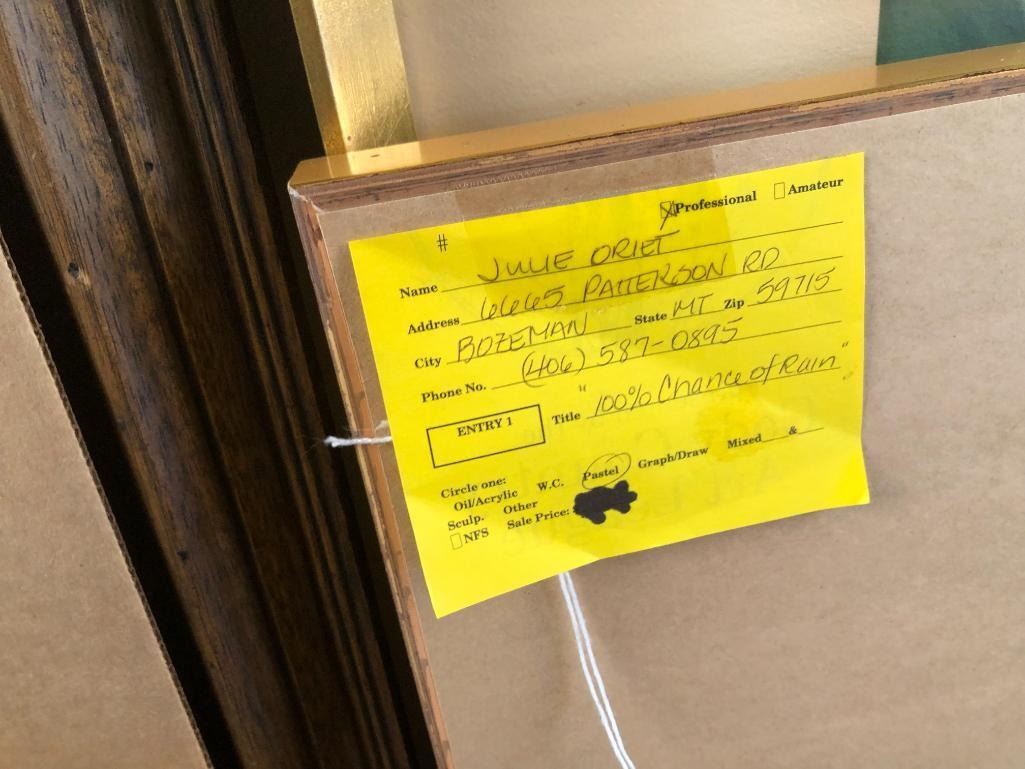 # Professional Amateur
Name JULIE ORIET
Address 6665 PATTERSON RD
City BOZEMAN State MT Zip 59715
Phone No. (406) 587-0895
ENTRY 1 Title "100% Chance of Rain"
Circle one:
Oil/Acrylic W.C. Pastel Graph/Draw Mixed &
Sculp. Other
NFS Sale Price: